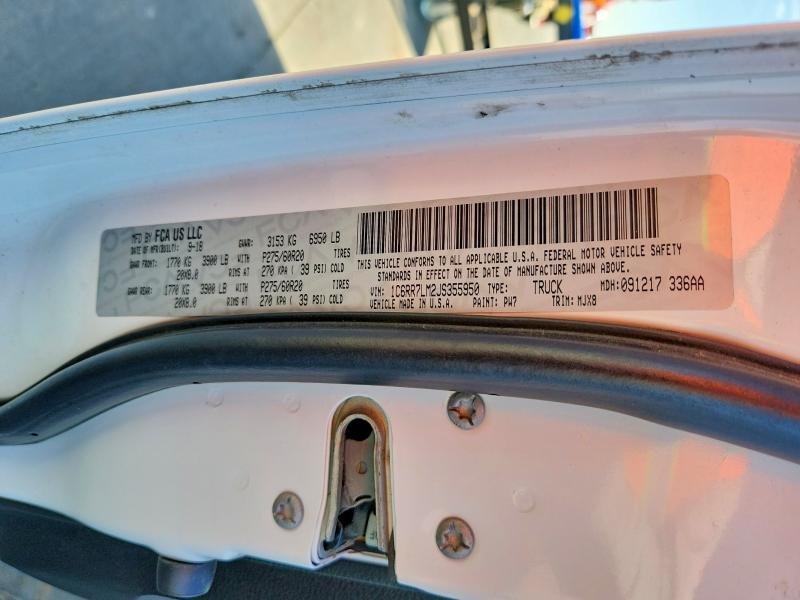 MFD BY FCA US LLC
DATE OF MFR(BUILT): 9-18 GVWR: 3153 KG 6950 LB
GAWR FRONT: 1770 KG 3900 LB WITH P275/60R20 TIRES
20X8.0 RIMS AT 270 KPA ( 39 PSI) COLD
GAWR REAR: 1770 KG 3900 LB WITH P275/60R20 TIRES
20X8.0 RIMS AT 270 KPA ( 39 PSI) COLD
THIS VEHICLE CONFORMS TO ALL APPLICABLE U.S.A. FEDERAL MOTOR VEHICLE SAFETY
STANDARDS IN EFFECT ON THE DATE OF MANUFACTURE SHOWN ABOVE.
VIN: 1C6RR7LM2JS355950 TYPE: TRUCK MDH: 091217 336AA
VEHICLE MADE IN U.S.A. PAINT: PW7 TRIM: MJX8